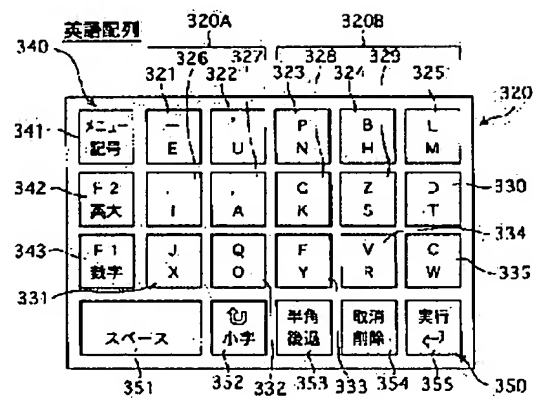 英語配列
320A 320B
340 321 326 322 327 323 328 324 329 325
320
メニュー 記号
— E
' U
P N
B H
L M
341
F2 英大
. I
, A
G K
Z S
D T
342 330
F1 数字
J X
Q O
F Y
V R
C W
343 334 335
331
スペース
小字
半角 後退
取消 削除
実行
351 352 332 353 333 354 355 350